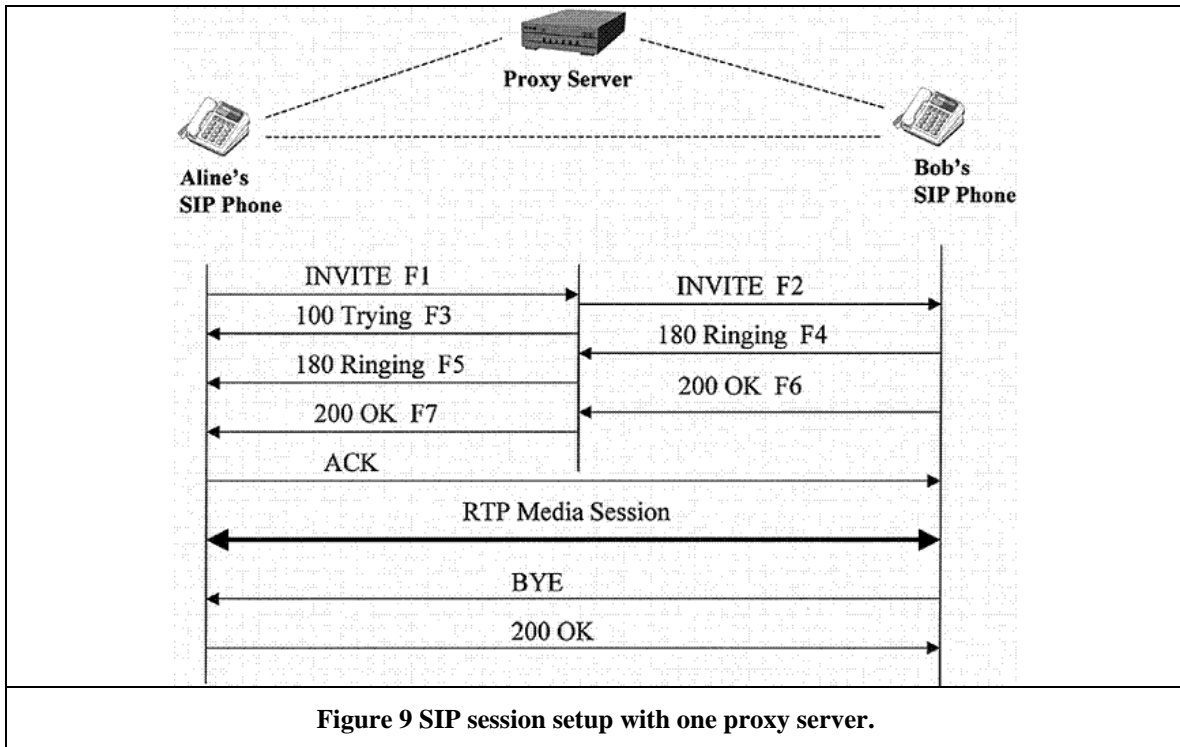 Proxy Server
Aline's
SIP Phone
Bob's
SIP Phone
INVITE F1
INVITE F2
100 Trying F3
180 Ringing F4
180 Ringing F5
200 OK F6
200 OK F7
ACK
RTP Media Session
BYE
200 OK
Figure 9 SIP session setup with one proxy server.